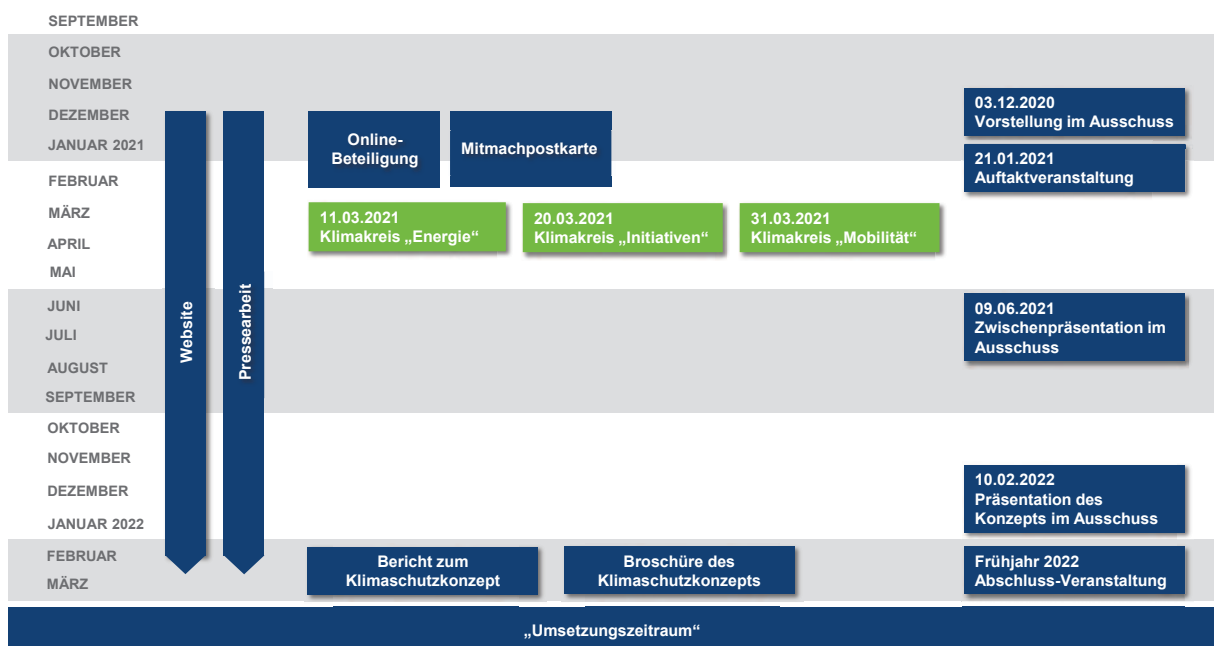 SEPTEMBER
OKTOBER
NOVEMBER
DEZEMBER
JANUAR 2021
FEBRUAR
MÄRZ
APRIL
MAI
JUNI
JULI
AUGUST
SEPTEMBER
OKTOBER
NOVEMBER
DEZEMBER
JANUAR 2022
FEBRUAR
MÄRZ
Website
Pressearbeit
Online-
Beteiligung
Mitmachpostkarte
03.12.2020
Vorstellung im Ausschuss
21.01.2021
Auftaktveranstaltung
11.03.2021
Klimakreis „Energie“
20.03.2021
Klimakreis „Initiativen“
31.03.2021
Klimakreis „Mobilität“
09.06.2021
Zwischenpräsentation im
Ausschuss
10.02.2022
Präsentation des
Konzepts im Ausschuss
Bericht zum
Klimaschutzkonzept
Broschüre des
Klimaschutzkonzepts
Frühjahr 2022
Abschluss-Veranstaltung
„Umsetzungszeitraum“